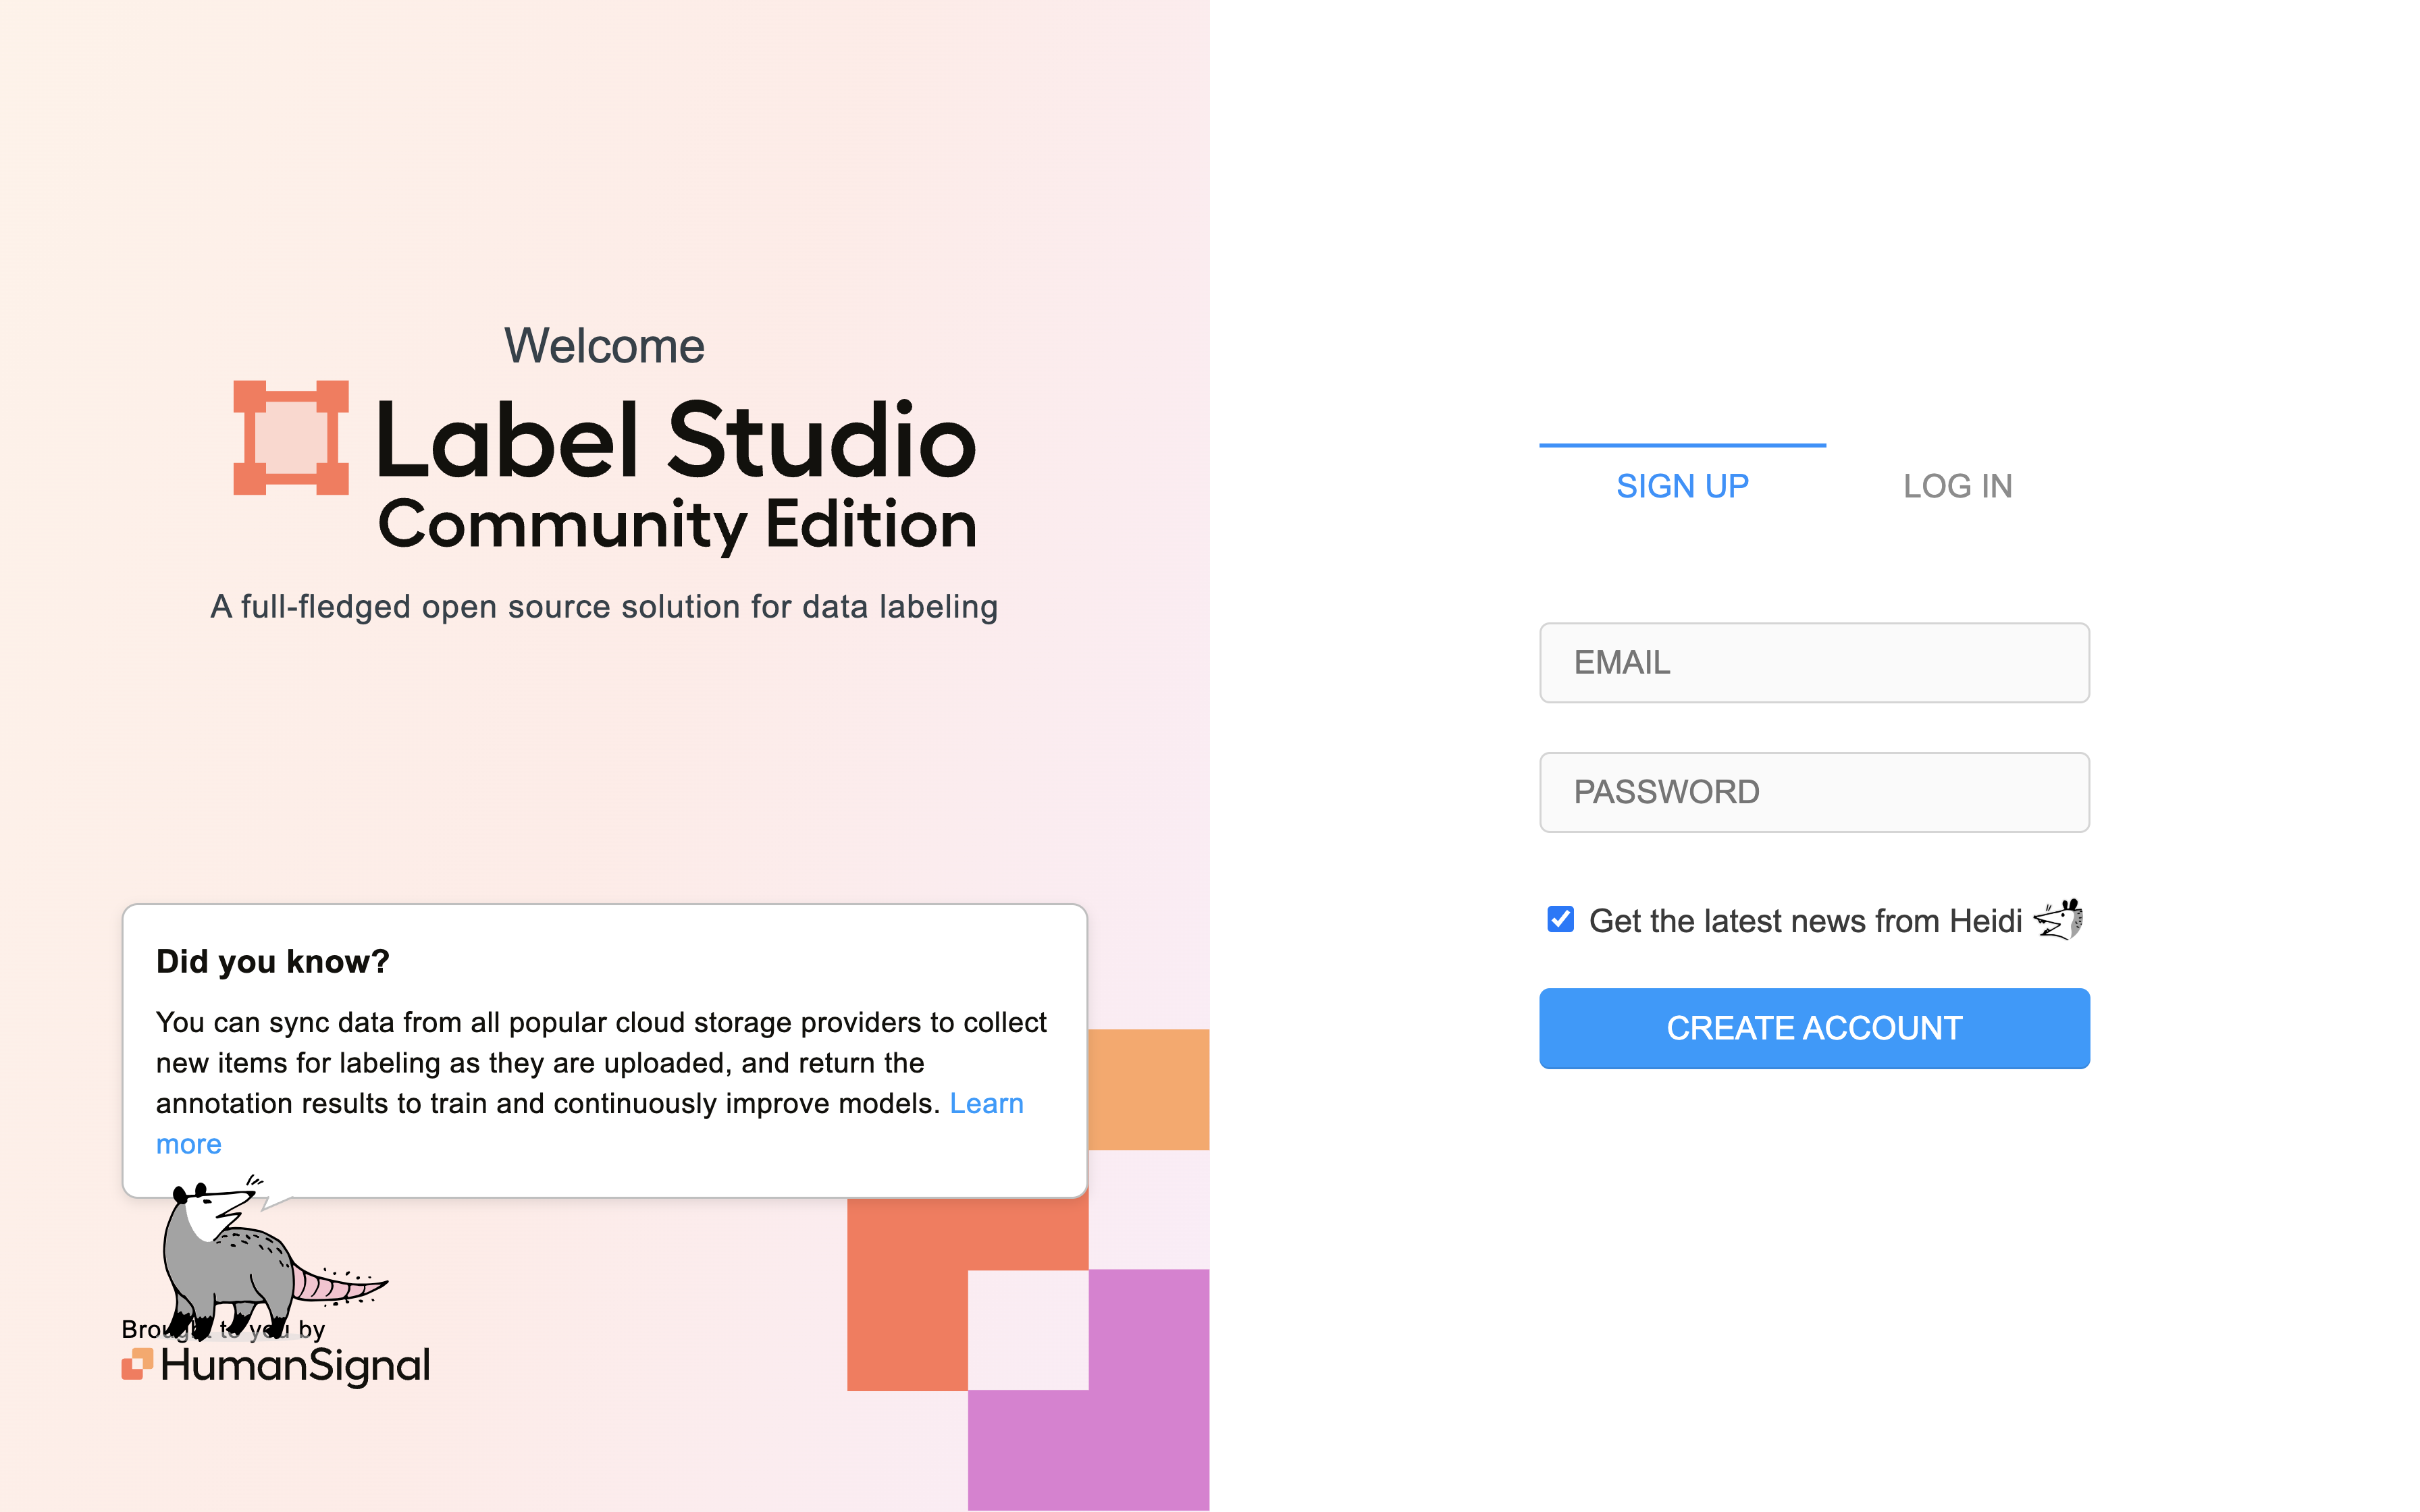 Welcome
Label Studio
Community Edition
A full-fledged open source solution for data labeling
Did you know?
You can sync data from all popular cloud storage providers to collect
new items for labeling as they are uploaded, and return the
annotation results to train and continuously improve models. Learn
more
Brought to you by
HumanSignal
SIGN UP
LOG IN
EMAIL
PASSWORD
Get the latest news from Heidi
CREATE ACCOUNT